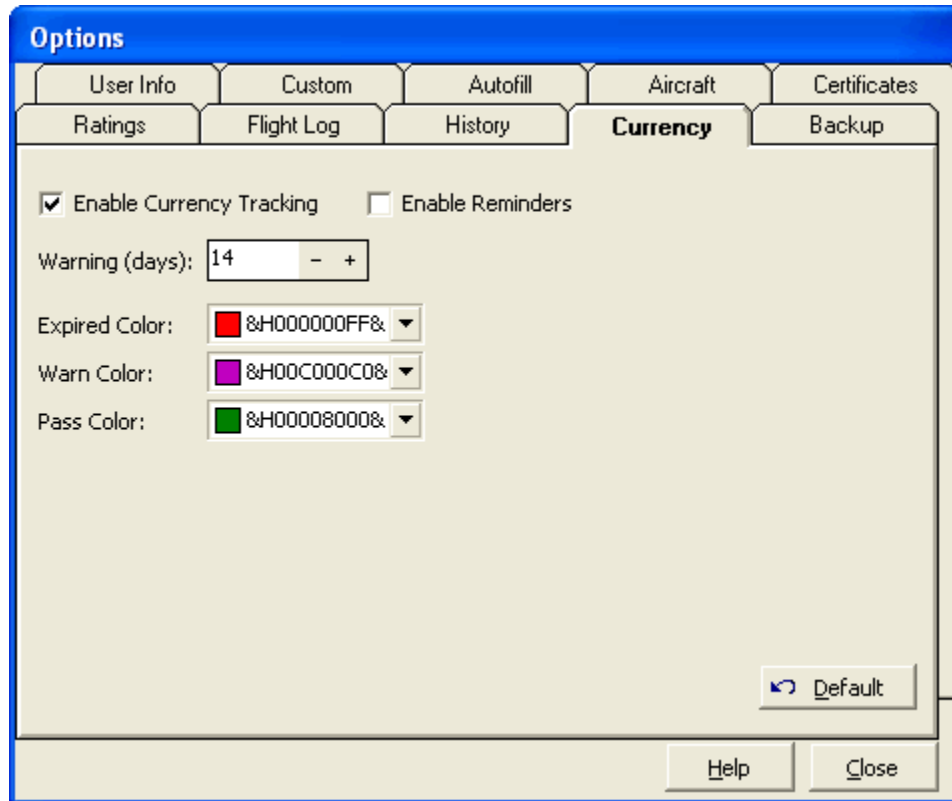 Options
User Info Custom Autofill Aircraft Certificates
Ratings Flight Log History Currency Backup
Enable Currency Tracking Enable Reminders
Warning (days): 14 - +
Expired Color: &H000000FF&
Warn Color: &H00C000C0&
Pass Color: &H00008000&
Default
Help Close